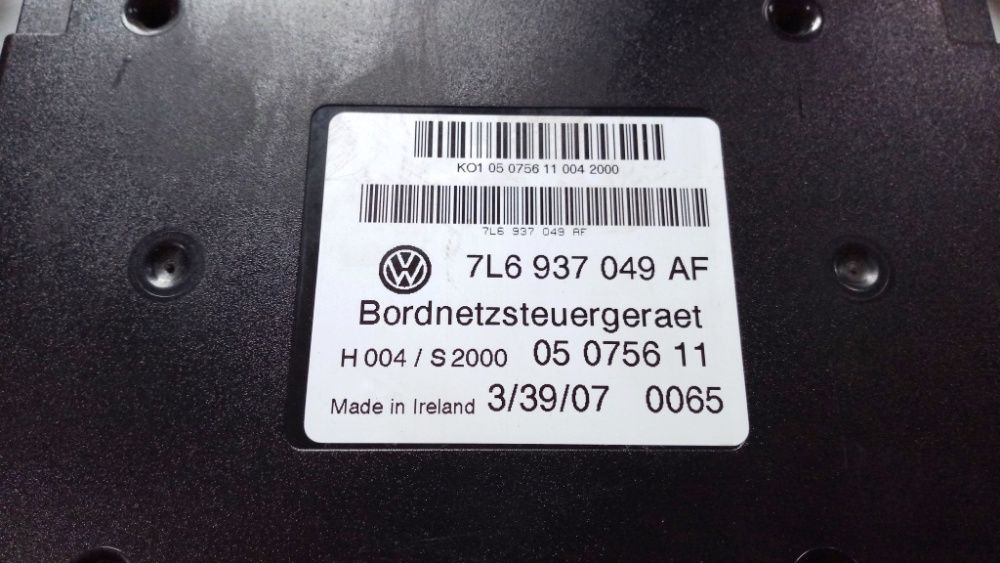 KO1 05 0756 11 004 2000
7L6 937 049 AF
7L6 937 049 AF
Bordnetzsteuergeraet
H 004 / S 2000 05 0756 11
Made in Ireland 3/39/07 0065